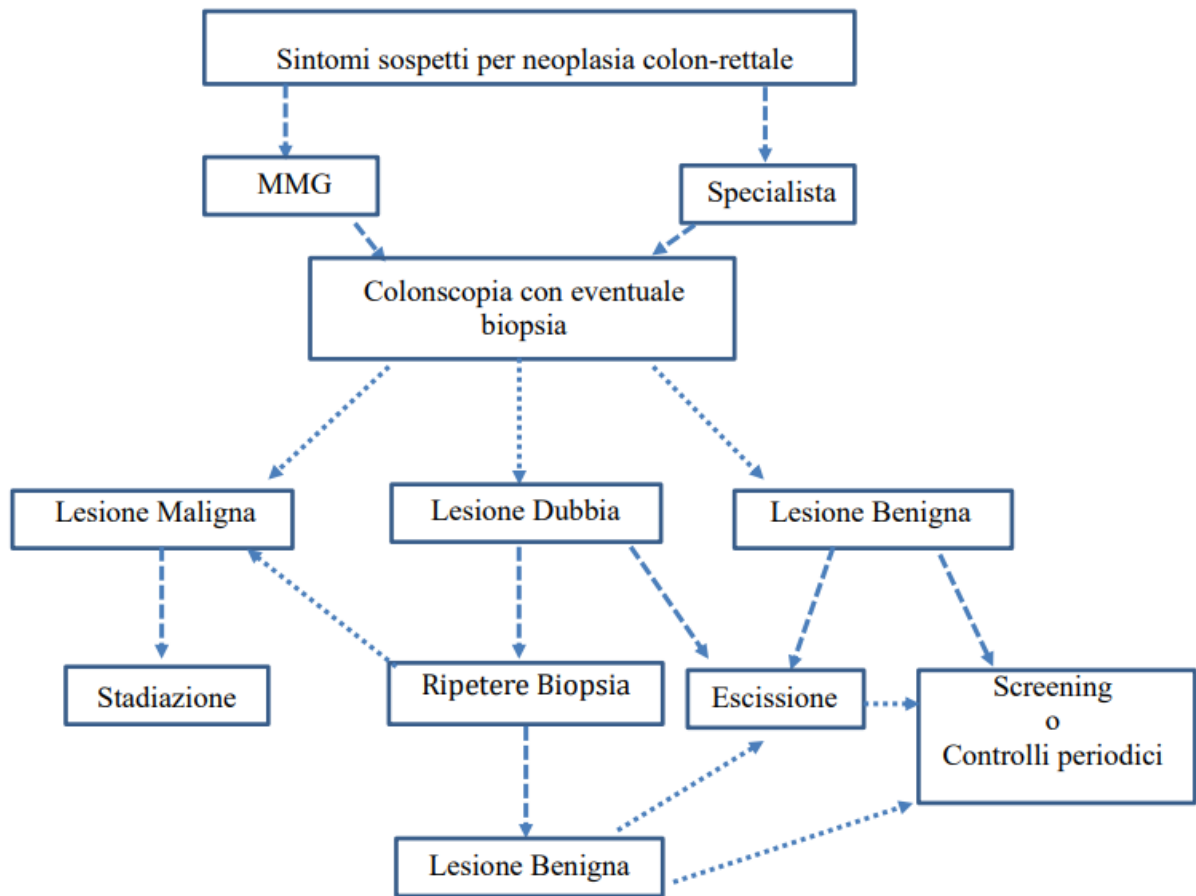 Sintomi sospetti per neoplasia colon-rettale
MMG
Specialista
Colonscopia con eventuale
biopsia
Lesione Maligna
Lesione Dubbia
Lesione Benigna
Stadiazione
Ripetere Biopsia
Escissione
Screening
o
Controlli periodici
Lesione Benigna